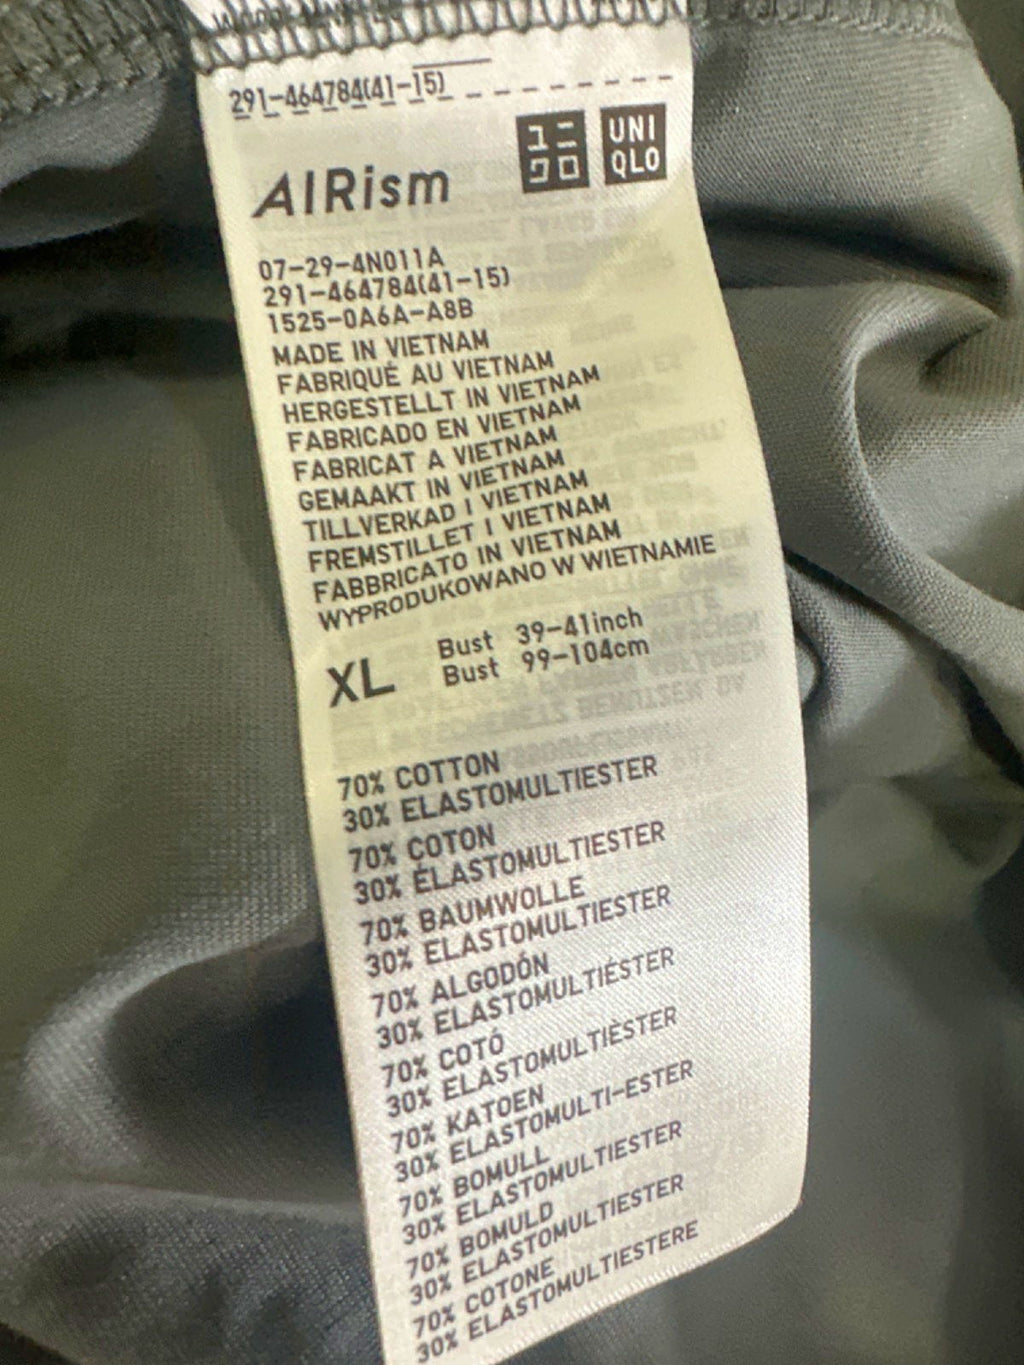 291-464784(41-15)
ユニ
クロ
UNI
QLO
AIRism
07-29-4N011A
291-464784(41-15)
1525-0A6A-A8B
MADE IN VIETNAM
FABRIQUÉ AU VIETNAM
HERGESTELLT IN VIETNAM
FABRICADO EN VIETNAM
FABRICAT A VIETNAM
GEMAAKT IN VIETNAM
TILLVERKAD I VIETNAM
FREMSTILLET I VIETNAM
FABBRICATO IN VIETNAM
WYPRODUKOWANO W WIETNAMIE
XL
Bust 39-41inch
Bust 99-104cm
70% COTTON
30% ELASTOMULTIESTER
70% COTON
30% ÉLASTOMULTIESTER
70% BAUMWOLLE
30% ELASTOMULTIESTER
70% ALGODÓN
30% ELASTOMULTIÉSTER
70% COTÓ
30% ELASTOMULTIÈSTER
70% KATOEN
30% ELASTOMULTI-ESTER
70% BOMULL
30% ELASTOMULTIESTER
70% BOMULD
30% ELASTOMULTIESTER
70% COTONE
30% ELASTOMULTIESTERE